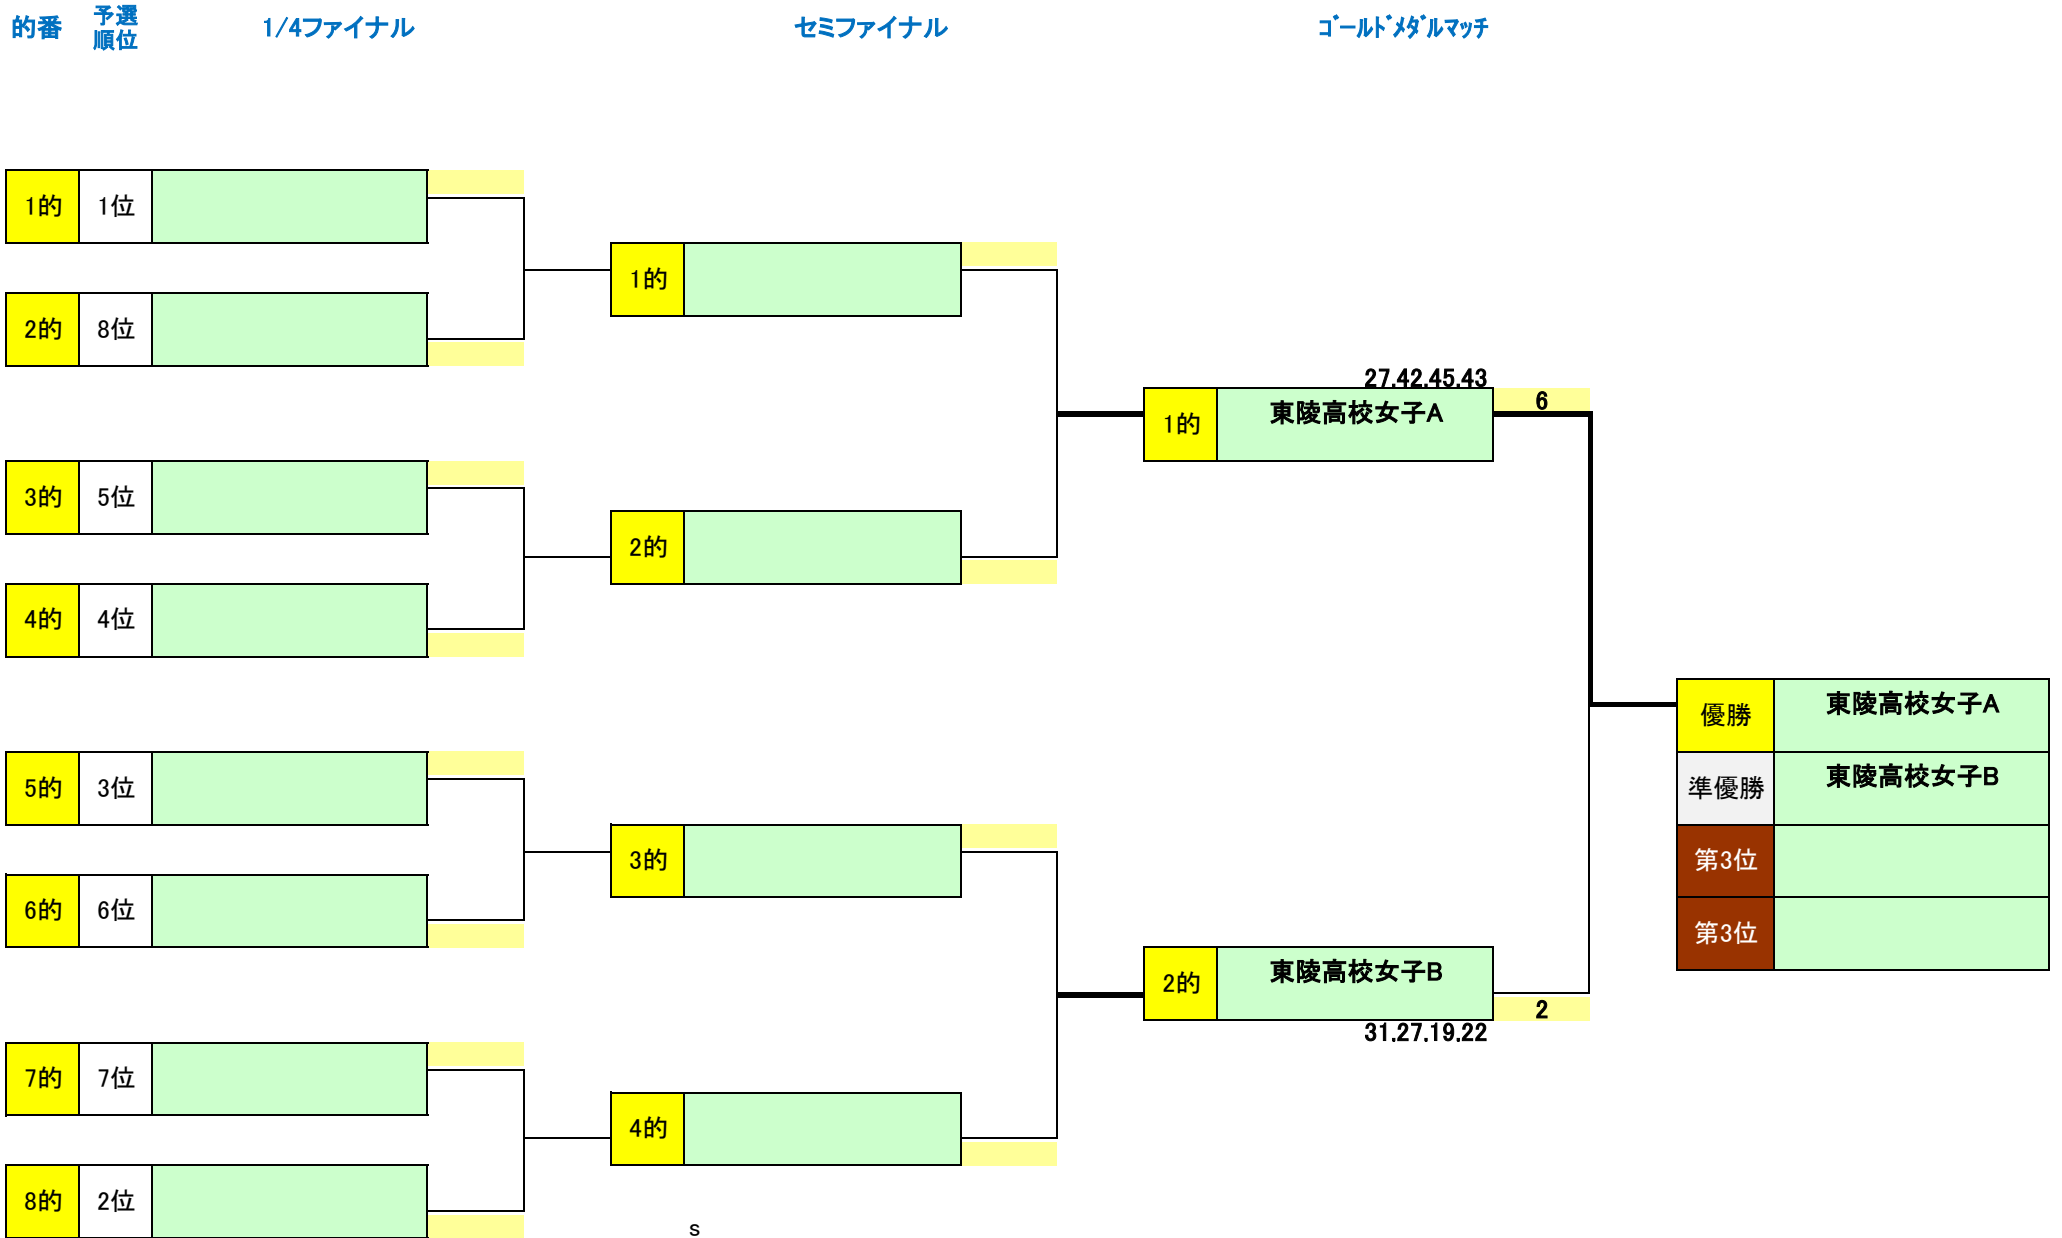 的番 予選順位 1/4ファイナル セミファイナル ｺﾞｰﾙﾄﾞﾒﾀﾞﾙマッチ
1的 1位
1的
2的 8位
27.42.45.43
1的 東陵高校女子A 6
3的 5位
2的
4的 4位
優勝 東陵高校女子A
5的 3位
準優勝 東陵高校女子B
3的
第3位
6的 6位
第3位
2的 東陵高校女子B 2
31.27.19.22
7的 7位
4的
8的 2位
s